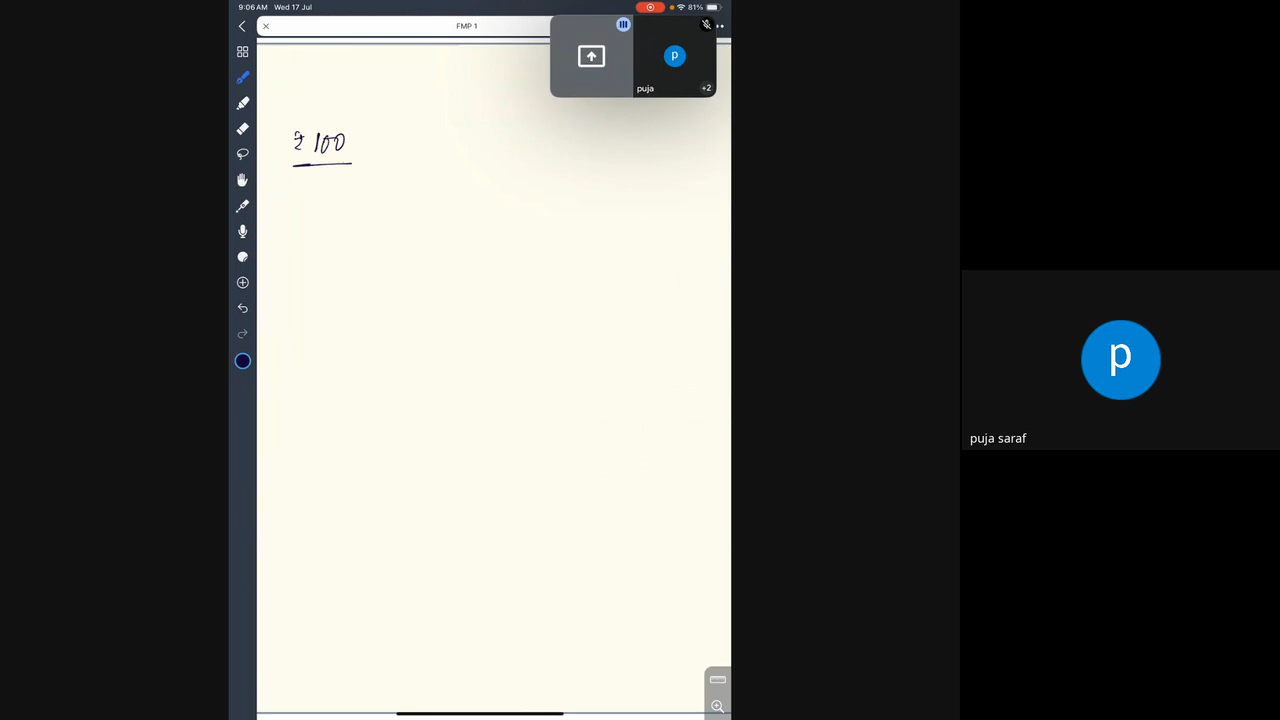 9:06 AM Wed 17 Jul
81%
FMP 1
P
puja
+2
₹ 100
p
puja saraf